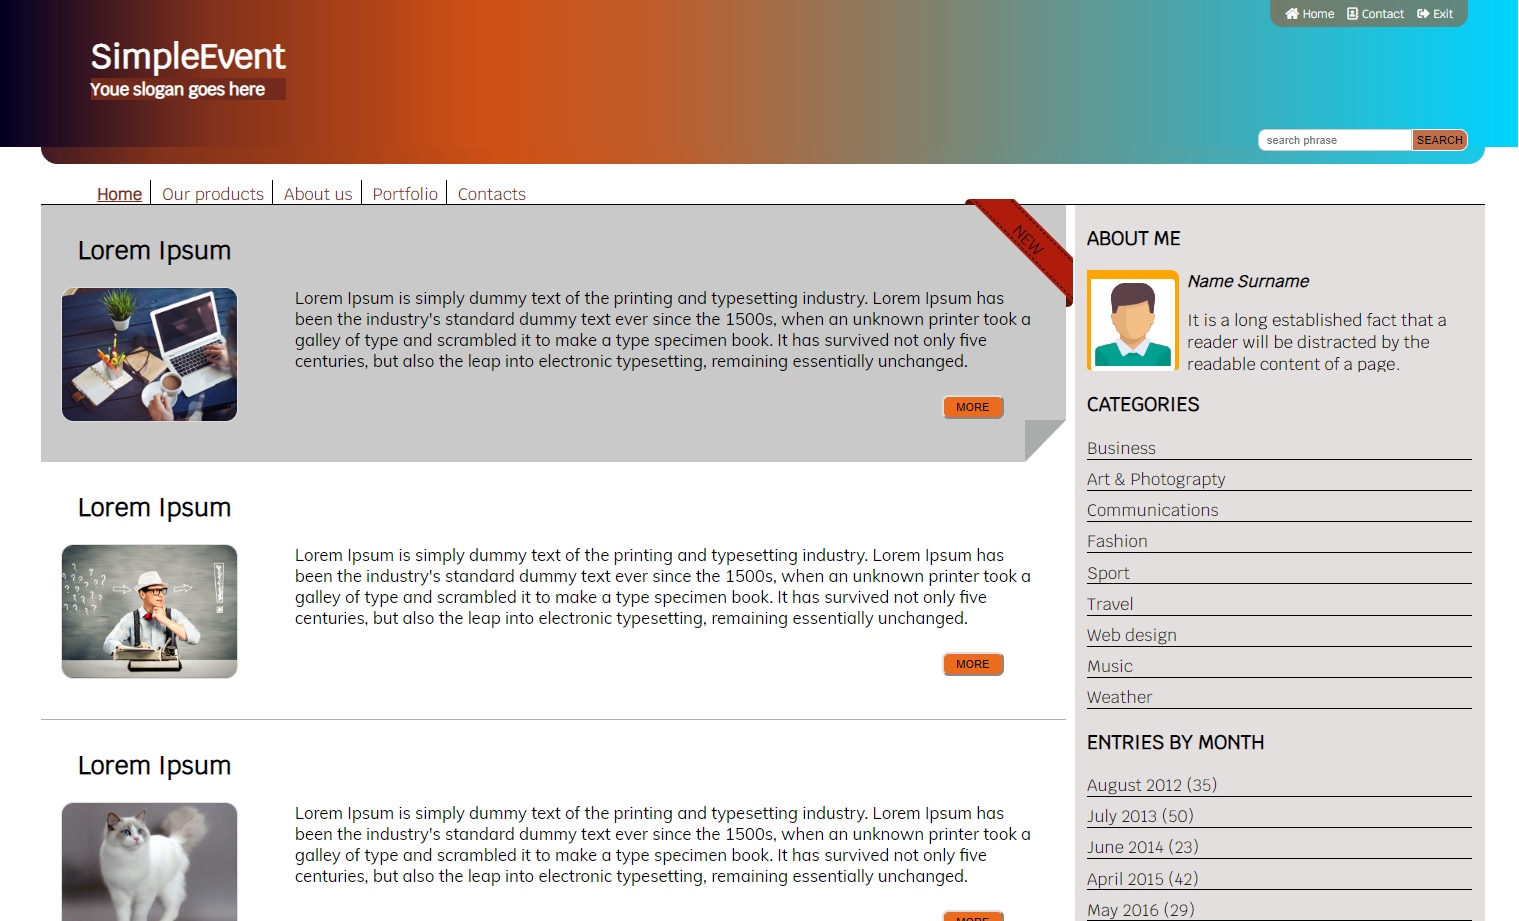 Home Contact Exit
SimpleEvent
Youe slogan goes here
search phrase SEARCH
Home Our products About us Portfolio Contacts
NEW
Lorem Ipsum
Lorem Ipsum is simply dummy text of the printing and typesetting industry. Lorem Ipsum has
been the industry's standard dummy text ever since the 1500s, when an unknown printer took a
galley of type and scrambled it to make a type specimen book. It has survived not only five
centuries, but also the leap into electronic typesetting, remaining essentially unchanged.
MORE
Lorem Ipsum
Lorem Ipsum is simply dummy text of the printing and typesetting industry. Lorem Ipsum has
been the industry's standard dummy text ever since the 1500s, when an unknown printer took a
galley of type and scrambled it to make a type specimen book. It has survived not only five
centuries, but also the leap into electronic typesetting, remaining essentially unchanged.
MORE
Lorem Ipsum
Lorem Ipsum is simply dummy text of the printing and typesetting industry. Lorem Ipsum has
been the industry's standard dummy text ever since the 1500s, when an unknown printer took a
galley of type and scrambled it to make a type specimen book. It has survived not only five
centuries, but also the leap into electronic typesetting, remaining essentially unchanged.
MORE
ABOUT ME
Name Surname
It is a long established fact that a
reader will be distracted by the
readable content of a page.
CATEGORIES
Business
Art & Photograpty
Communications
Fashion
Sport
Travel
Web design
Music
Weather
ENTRIES BY MONTH
August 2012 (35)
July 2013 (50)
June 2014 (23)
April 2015 (42)
May 2016 (29)